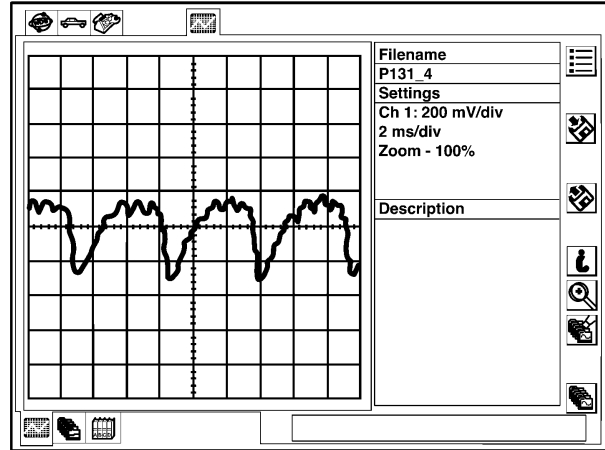 Filename
P131_4
Settings
Ch 1: 200 mV/div
2 ms/div
Zoom - 100%
Description